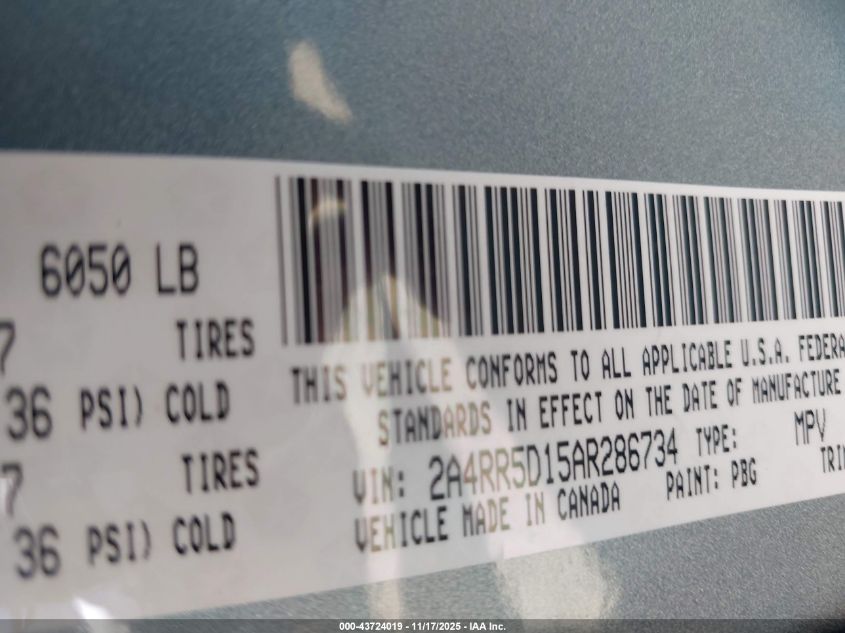 6050 LB
7 TIRES
36 PSI) COLD
7 TIRES
36 PSI) COLD
THIS VEHICLE CONFORMS TO ALL APPLICABLE U.S.A. FEDERA
STANDARDS IN EFFECT ON THE DATE OF MANUFACTURE
VIN: 2A4RR5D15AR286734 TYPE: MPV
VEHICLE MADE IN CANADA PAINT: PBG TRI
000-43724019 - 11/17/2025 - IAA Inc.